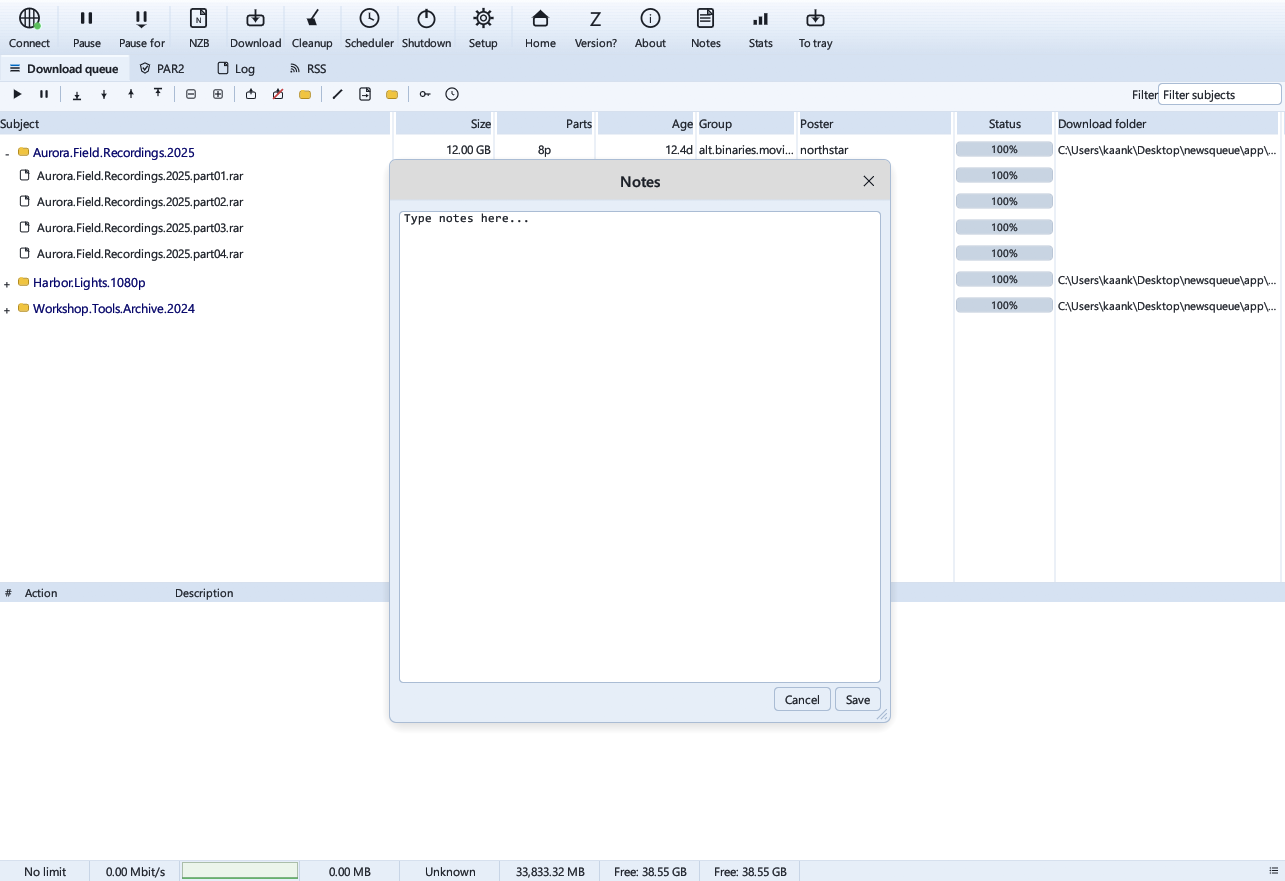 Connect Pause Pause for NZB Download Cleanup Scheduler Shutdown Setup Home Version? About Notes Stats To tray
Download queue PAR2 Log RSS
Filter Filter subjects
Subject Size Parts Age Group Poster Status Download folder
- Aurora.Field.Recordings.2025 12.00 GB 8p 12.4d alt.binaries.movi... northstar 100% C:\Users\kaank\Desktop\newsqueue\app\...
Aurora.Field.Recordings.2025.part01.rar 100%
Aurora.Field.Recordings.2025.part02.rar 100%
Aurora.Field.Recordings.2025.part03.rar 100%
Aurora.Field.Recordings.2025.part04.rar 100%
+ Harbor.Lights.1080p 100% C:\Users\kaank\Desktop\newsqueue\app\...
+ Workshop.Tools.Archive.2024 100% C:\Users\kaank\Desktop\newsqueue\app\...
Notes
Type notes here...
Cancel Save
# Action Description
No limit 0.00 Mbit/s 0.00 MB Unknown 33,833.32 MB Free: 38.55 GB Free: 38.55 GB